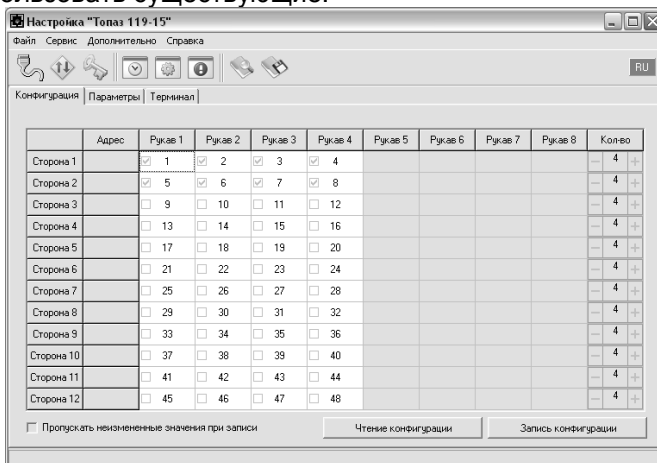 пользовать существующие.
Настройка "Топаз 119-15"
Файл Сервис Дополнительно Справка
RU
Конфигурация Параметры Терминал
Адрес Рукав 1 Рукав 2 Рукав 3 Рукав 4 Рукав 5 Рукав 6 Рукав 7 Рукав 8 Кол-во
Сторона 1 1 2 3 4 4
Сторона 2 5 6 7 8 4
Сторона 3 9 10 11 12 4
Сторона 4 13 14 15 16 4
Сторона 5 17 18 19 20 4
Сторона 6 21 22 23 24 4
Сторона 7 25 26 27 28 4
Сторона 8 29 30 31 32 4
Сторона 9 33 34 35 36 4
Сторона 10 37 38 39 40 4
Сторона 11 41 42 43 44 4
Сторона 12 45 46 47 48 4
Пропускать неизмененные значения при записи Чтение конфигурации Запись конфигурации